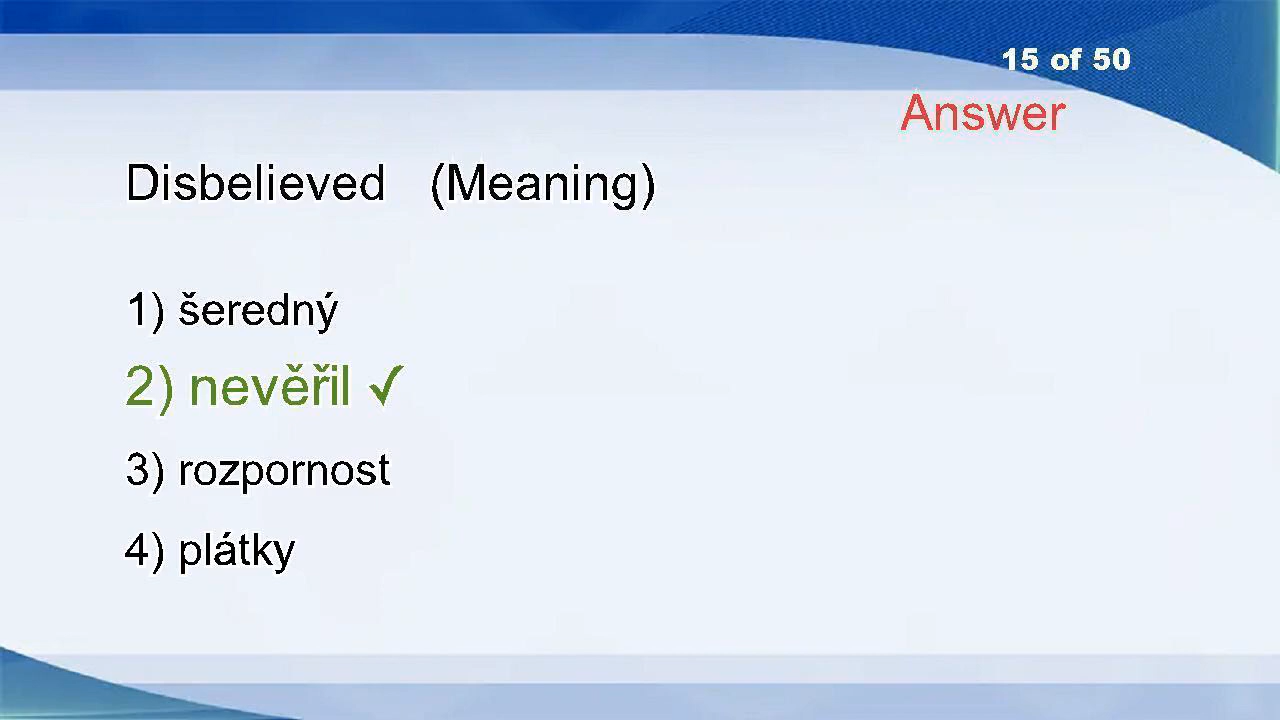 15 of 50
Answer
Disbelieved (Meaning)
1) šeredný
2) nevěřil ✓
3) rozpornost
4) plátky